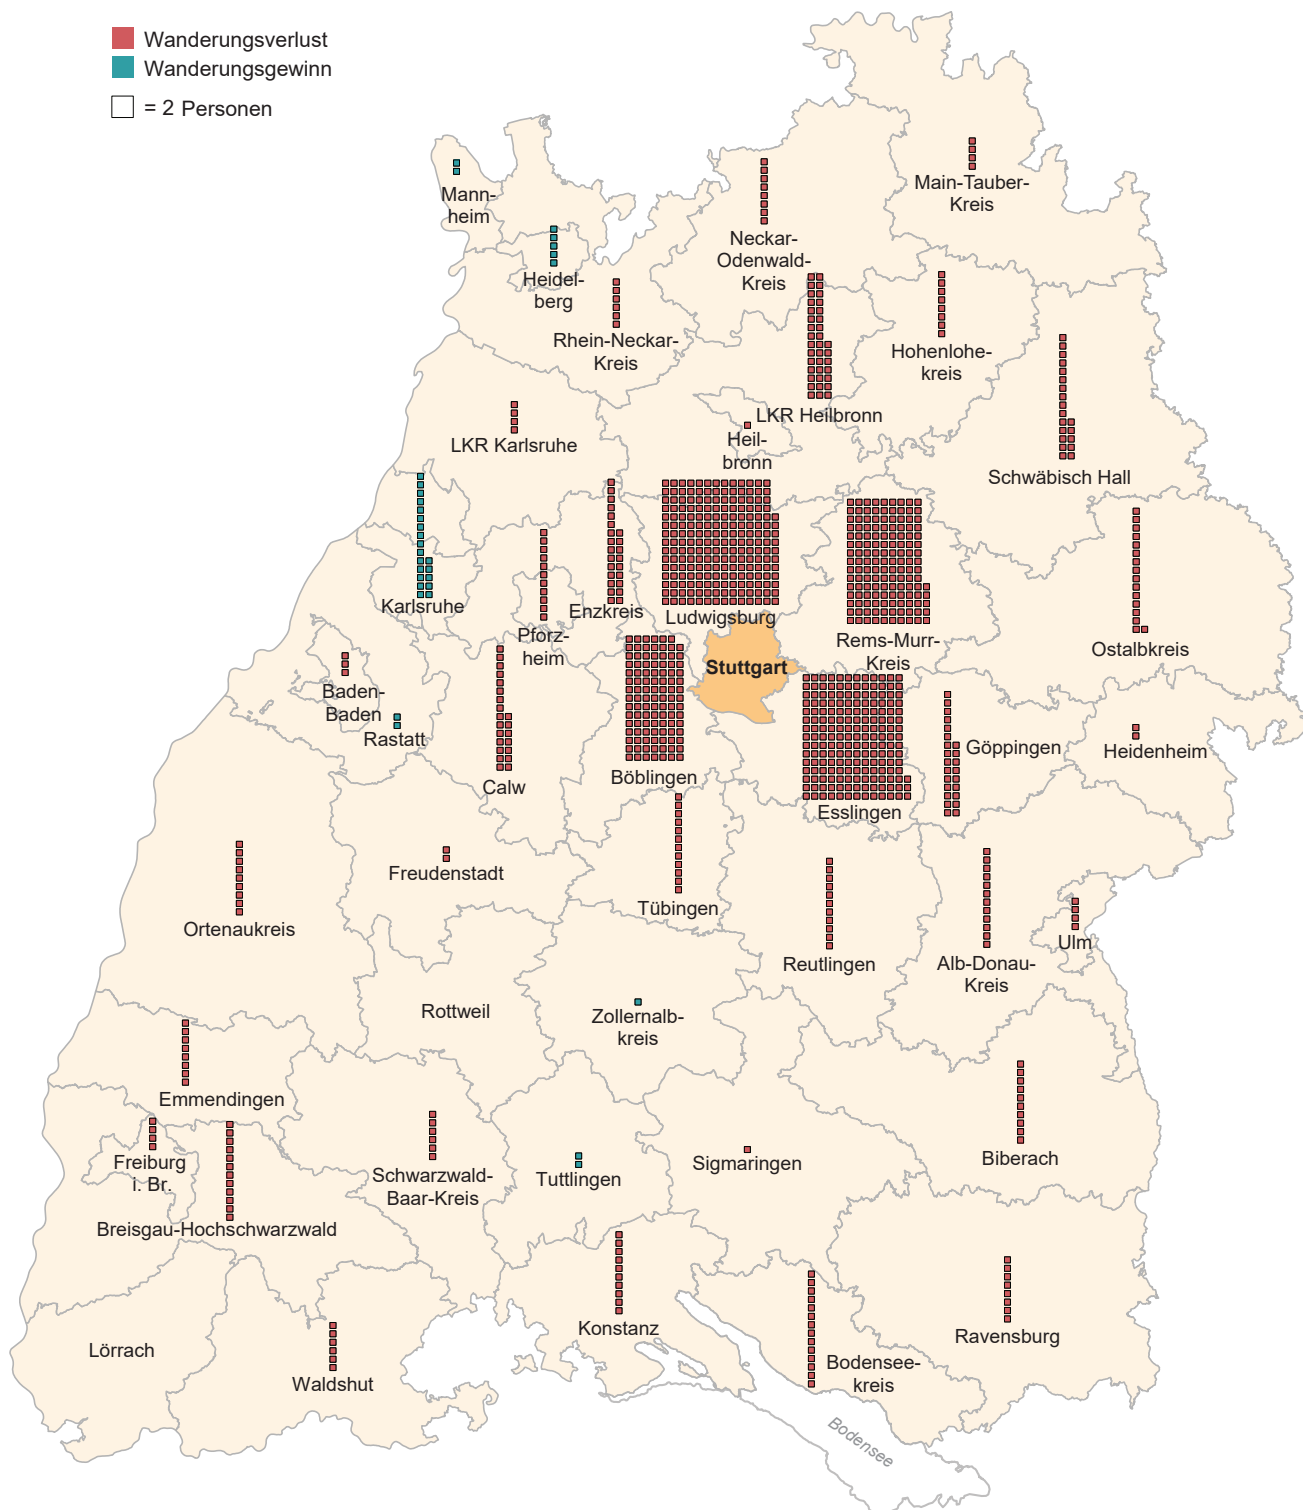 Wanderungsverlust
Wanderungsgewinn
= 2 Personen
Mann-
heim
Heidel-
berg
Rhein-Neckar-
Kreis
Neckar-
Odenwald-
Kreis
Main-Tauber-
Kreis
Hohenlohe-
kreis
LKR Heilbronn
Heil-
bronn
Schwäbisch Hall
LKR Karlsruhe
Karlsruhe
Pforz-
heim
Enzkreis
Ludwigsburg
Rems-Murr-
Kreis
Ostalbkreis
Stuttgart
Baden-
Baden
Rastatt
Calw
Böblingen
Esslingen
Göppingen
Heidenheim
Freudenstadt
Tübingen
Ortenaukreis
Reutlingen
Alb-Donau-
Kreis
Ulm
Rottweil
Zollernalb-
kreis
Emmendingen
Freiburg
i. Br.
Schwarzwald-
Baar-Kreis
Tuttlingen
Sigmaringen
Biberach
Breisgau-Hochschwarzwald
Konstanz
Ravensburg
Lörrach
Waldshut
Bodensee-
kreis
Bodensee